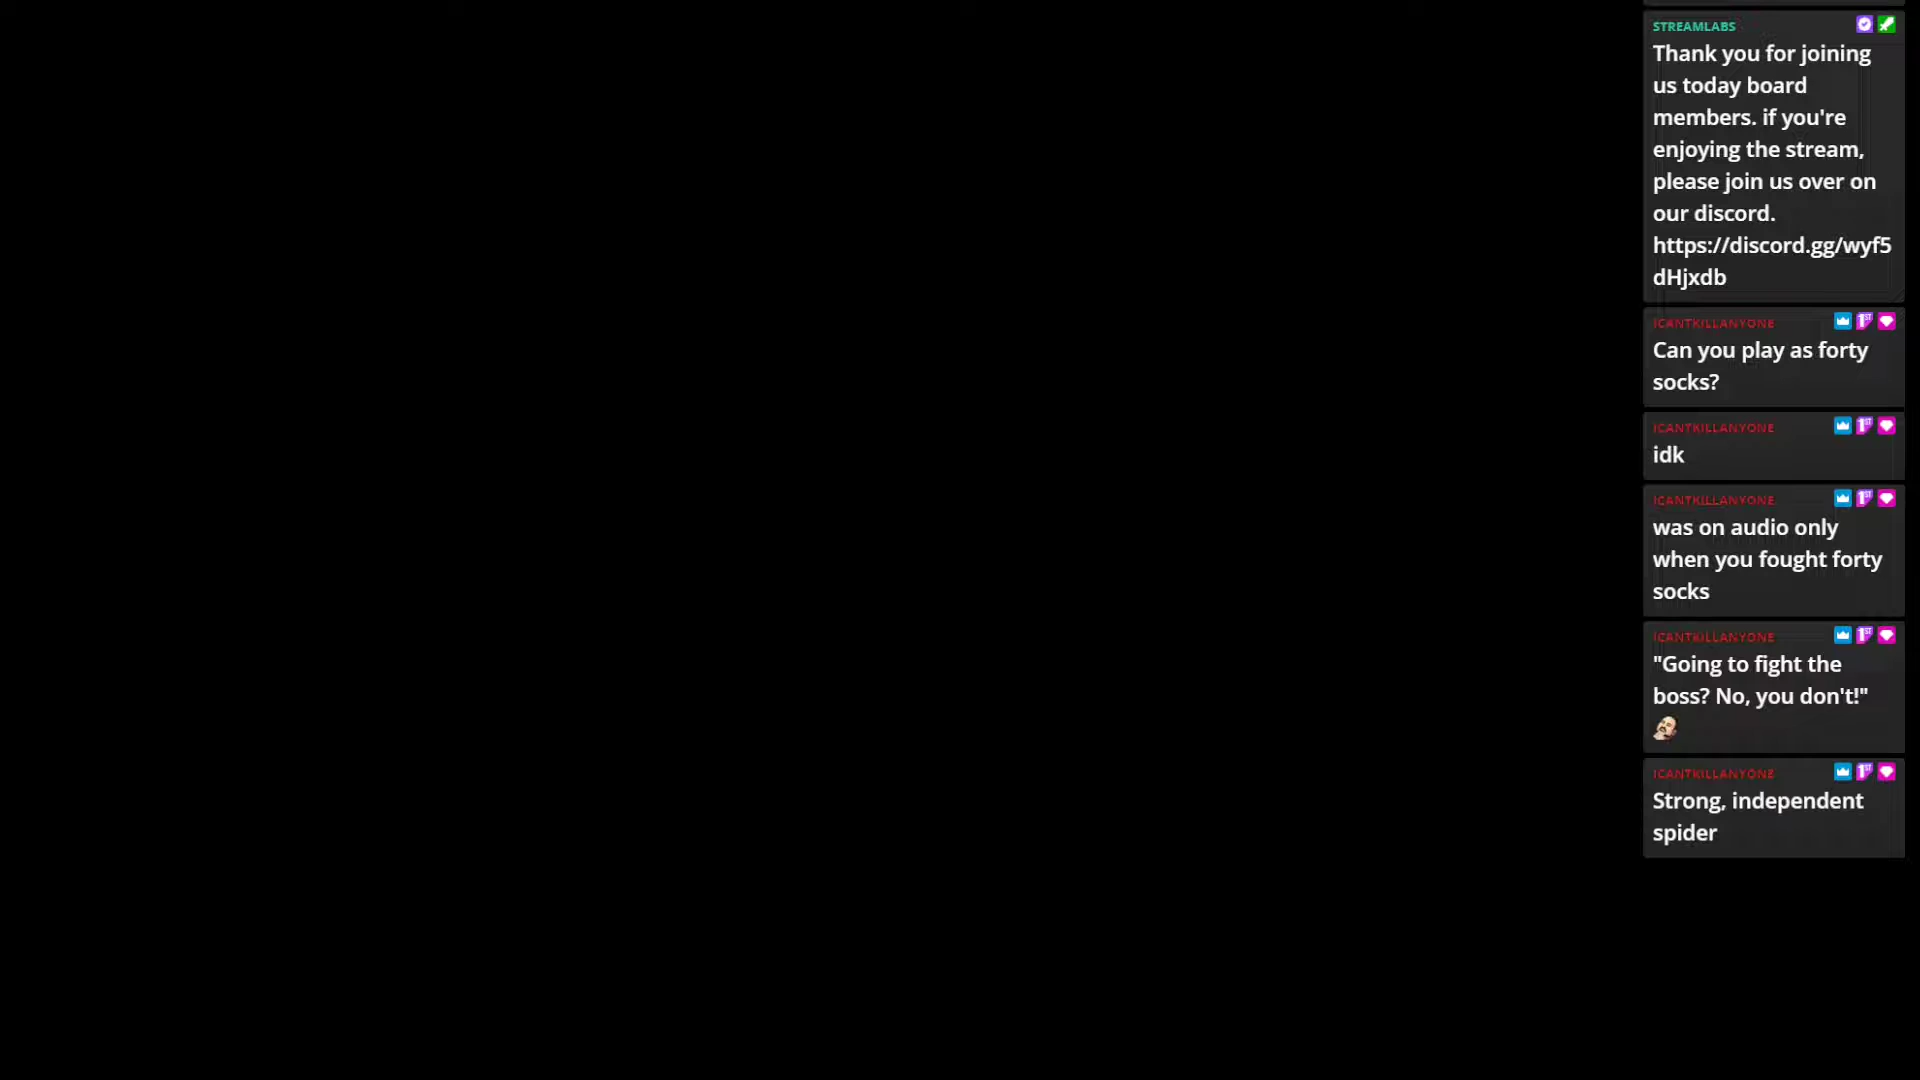 STREAMLABS
Thank you for joining
us today board
members. if you're
enjoying the stream,
please join us over on
our discord.
https://discord.gg/wyf5
dHjxdb
ICANTKILLANYONE
Can you play as forty
socks?
ICANTKILLANYONE
idk
ICANTKILLANYONE
was on audio only
when you fought forty
socks
ICANTKILLANYONE
"Going to fight the
boss? No, you don't!"
ICANTKILLANYONE
Strong, independent
spider